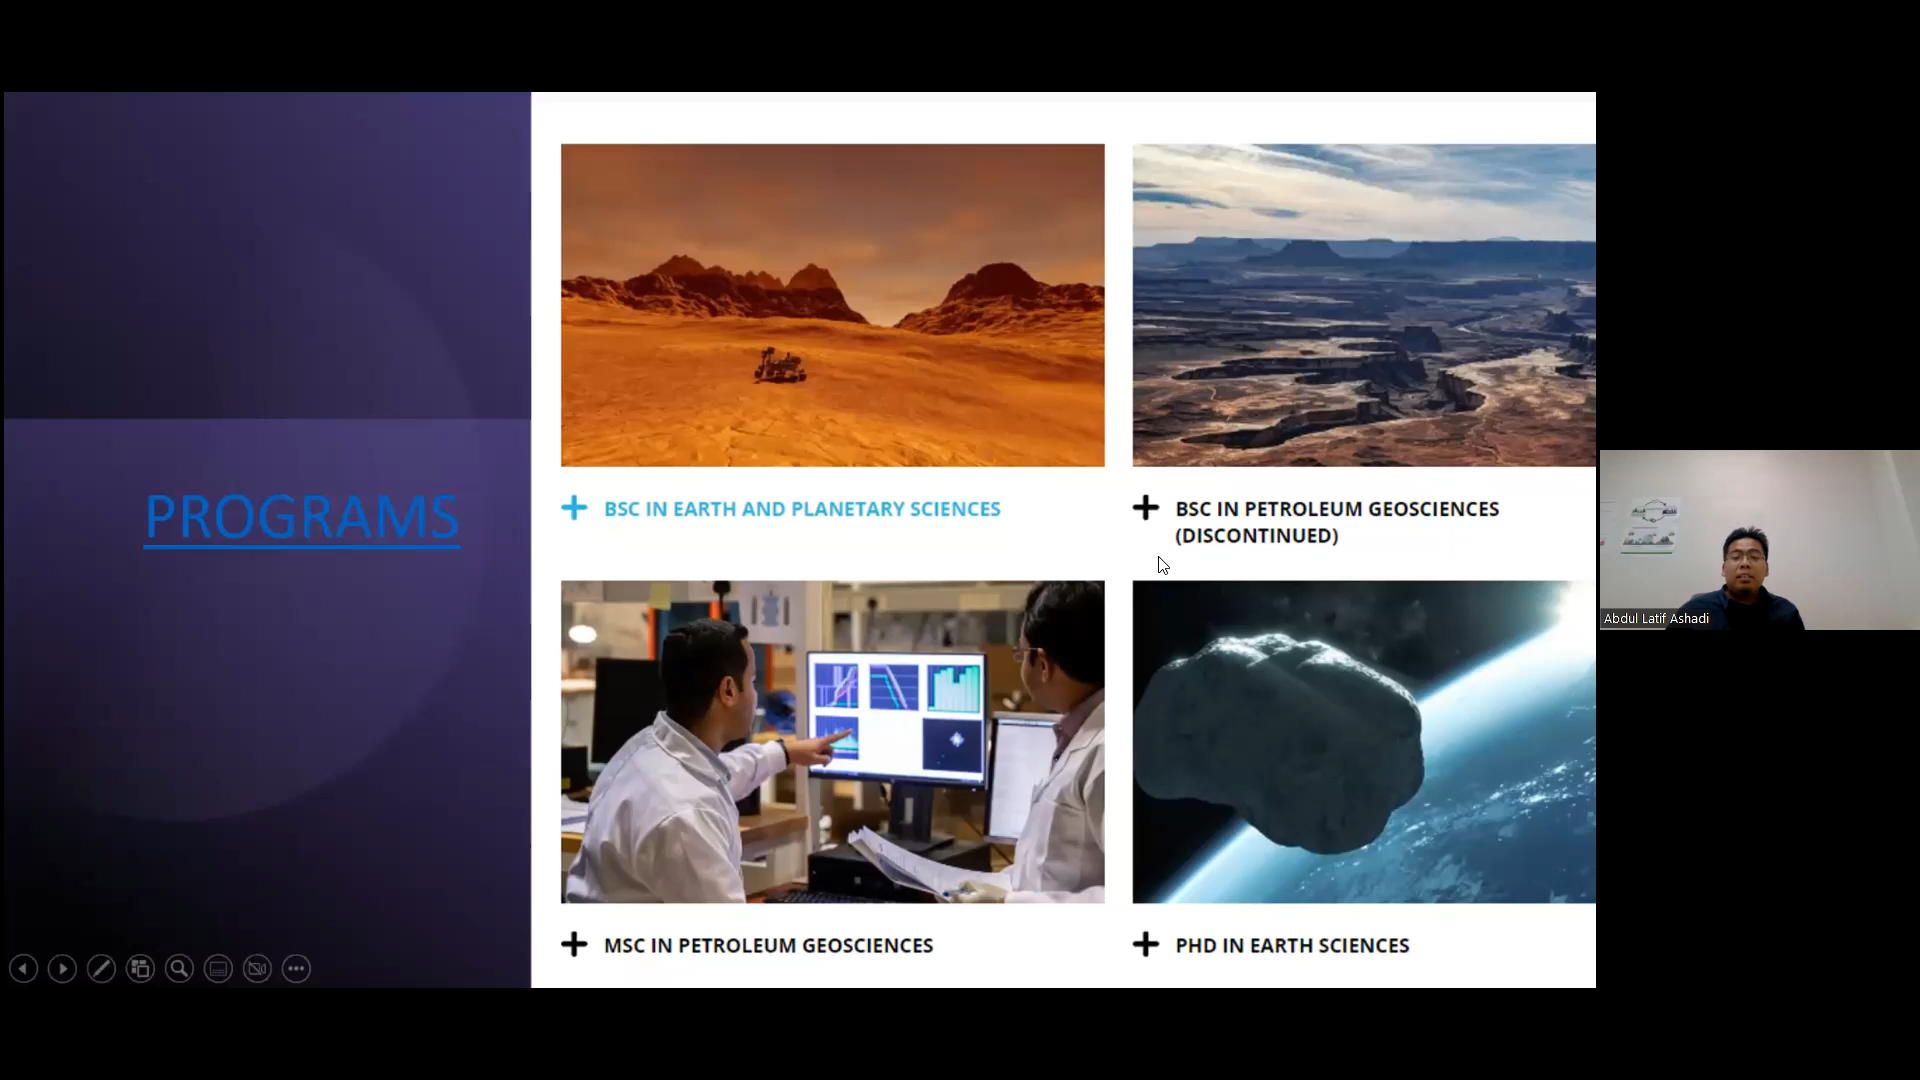 PROGRAMS
BSC IN EARTH AND PLANETARY SCIENCES
BSC IN PETROLEUM GEOSCIENCES
(DISCONTINUED)
MSC IN PETROLEUM GEOSCIENCES
PHD IN EARTH SCIENCES
Abdul Latif Ashadi